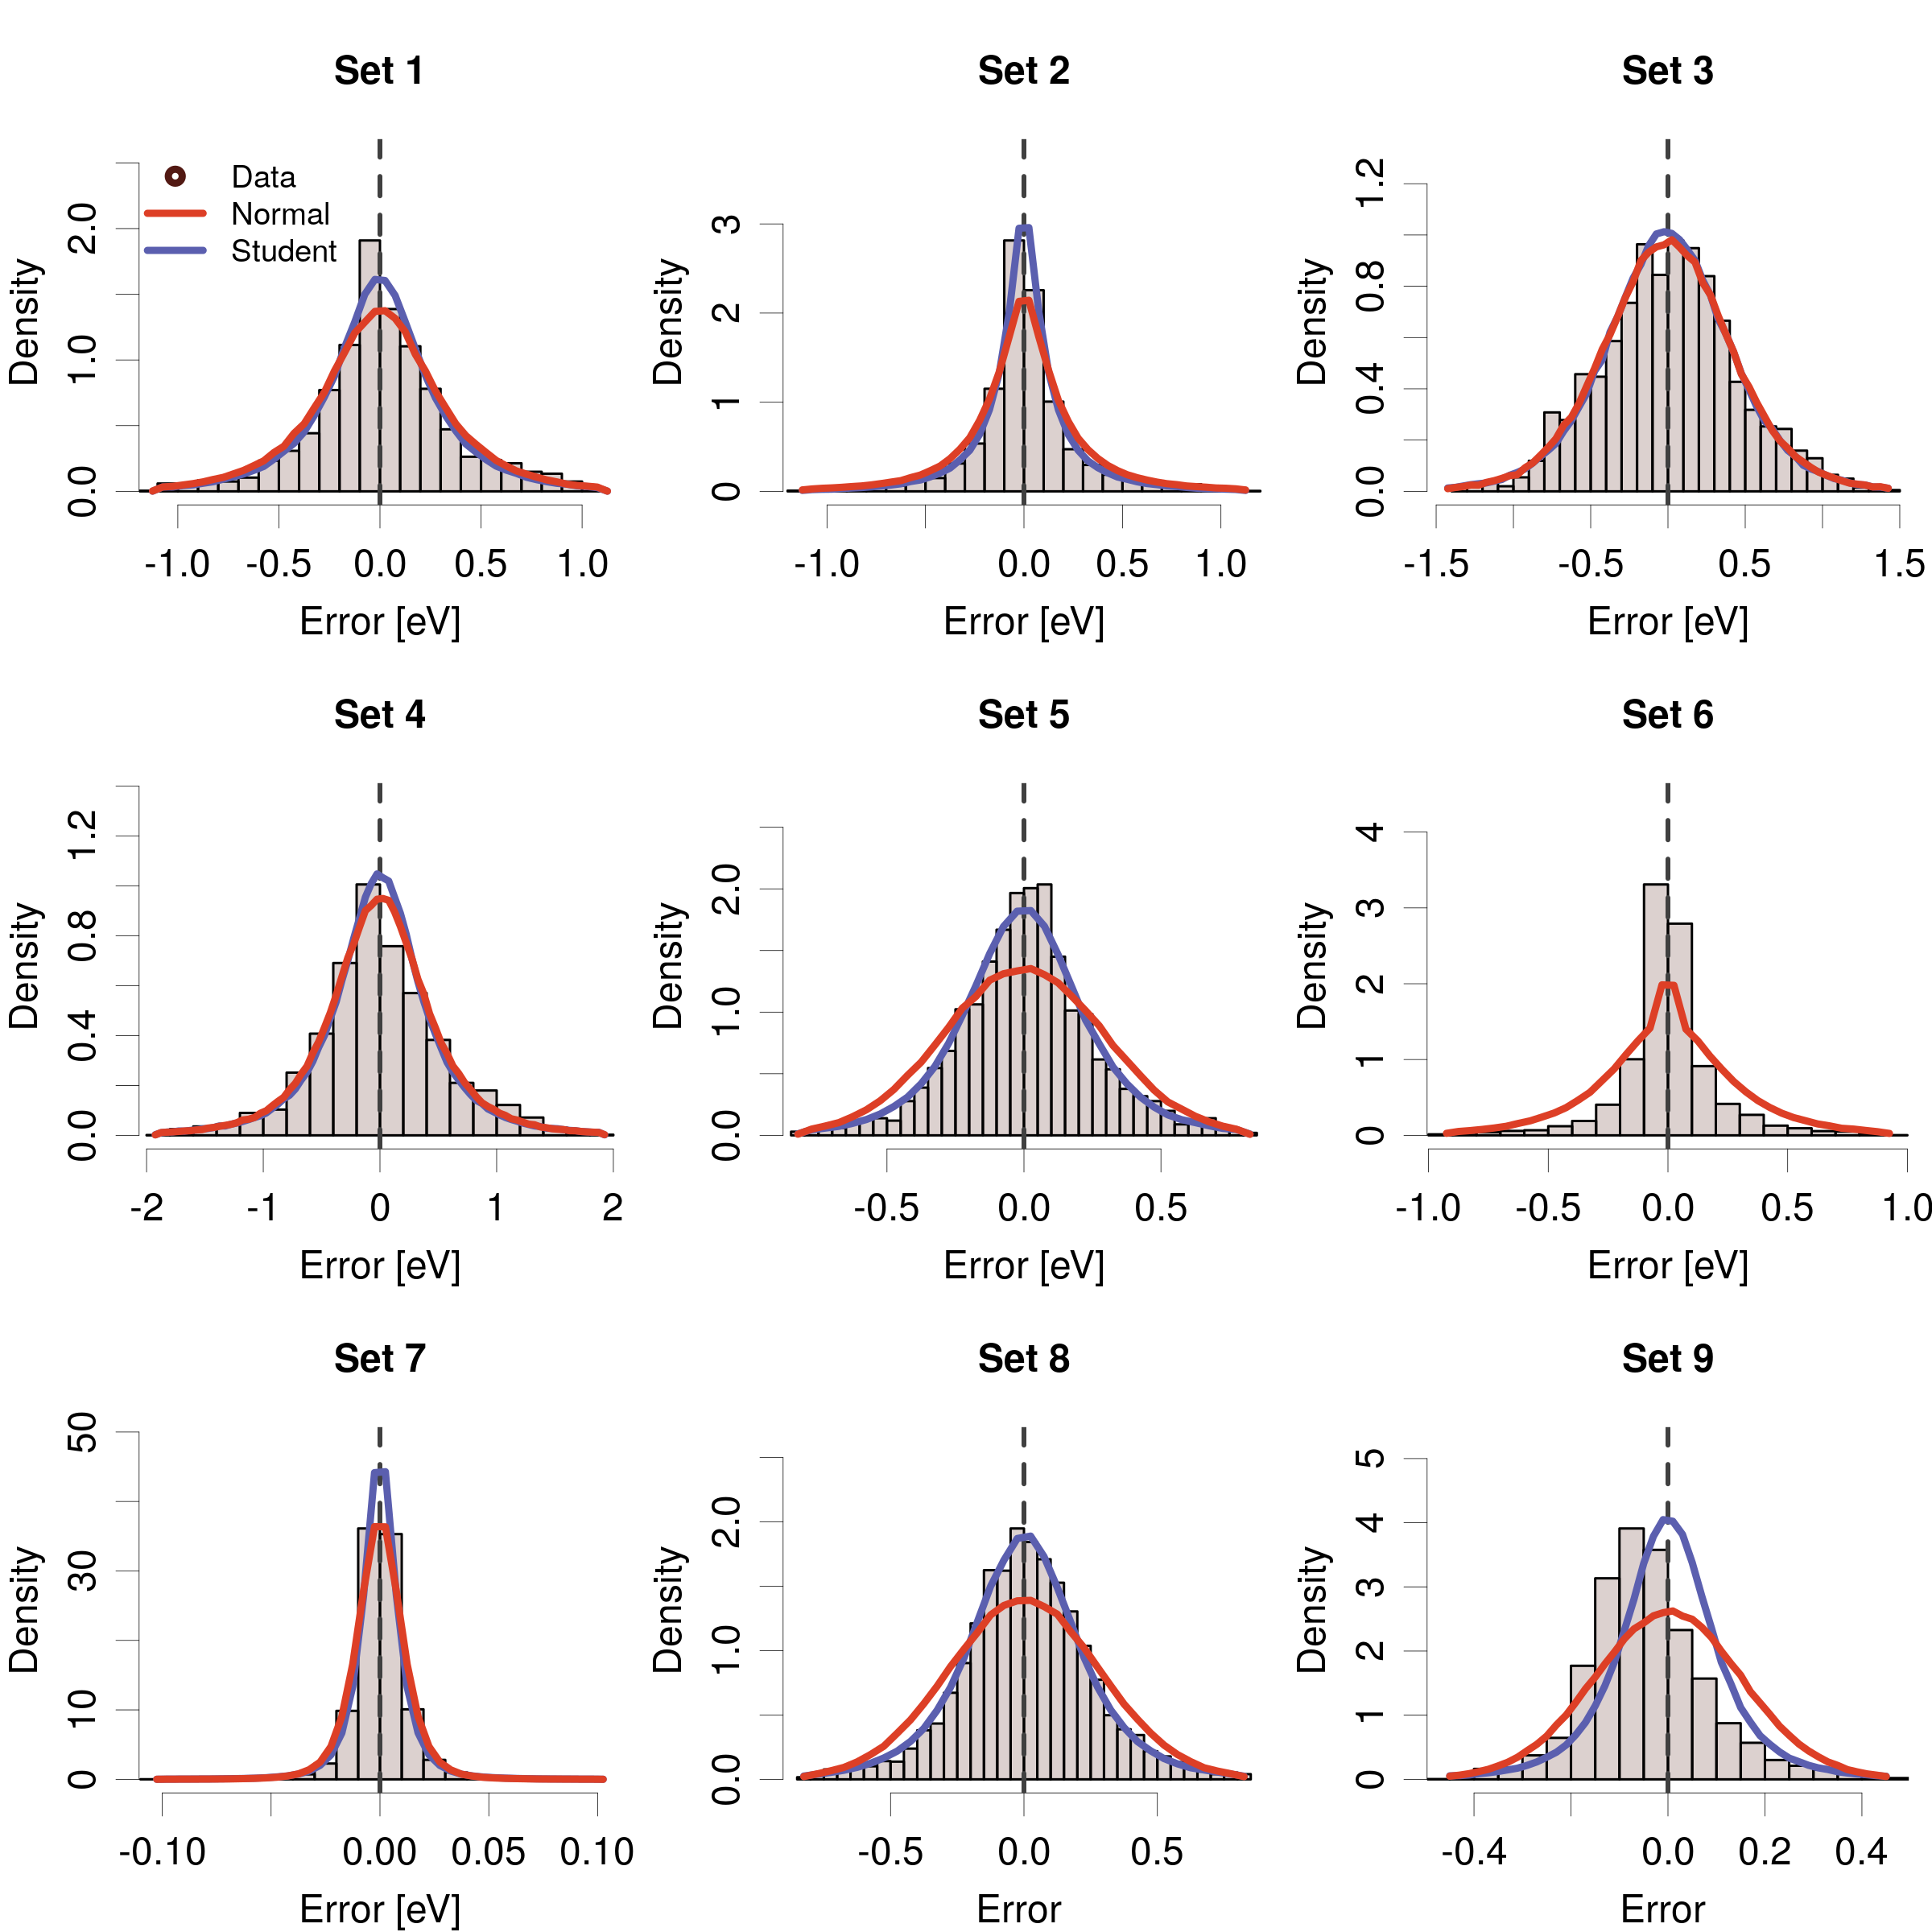 Set 1
Data
Normal
Student
Density
0.0 1.0 2.0
-1.0 -0.5 0.0 0.5 1.0
Error [eV]
Set 2
Density
0 1 2 3
-1.0 0.0 0.5 1.0
Error [eV]
Set 3
Density
0.0 0.4 0.8 1.2
-1.5 -0.5 0.5 1.5
Error [eV]
Set 4
Density
0.0 0.4 0.8 1.2
-2 -1 0 1 2
Error [eV]
Set 5
Density
0.0 1.0 2.0
-0.5 0.0 0.5
Error [eV]
Set 6
Density
0 1 2 3 4
-1.0 -0.5 0.0 0.5 1.0
Error [eV]
Set 7
Density
0 10 30 50
-0.10 0.00 0.05 0.10
Error [eV]
Set 8
Density
0.0 1.0 2.0
-0.5 0.0 0.5
Error
Set 9
Density
0 1 2 3 4 5
-0.4 0.0 0.2 0.4
Error